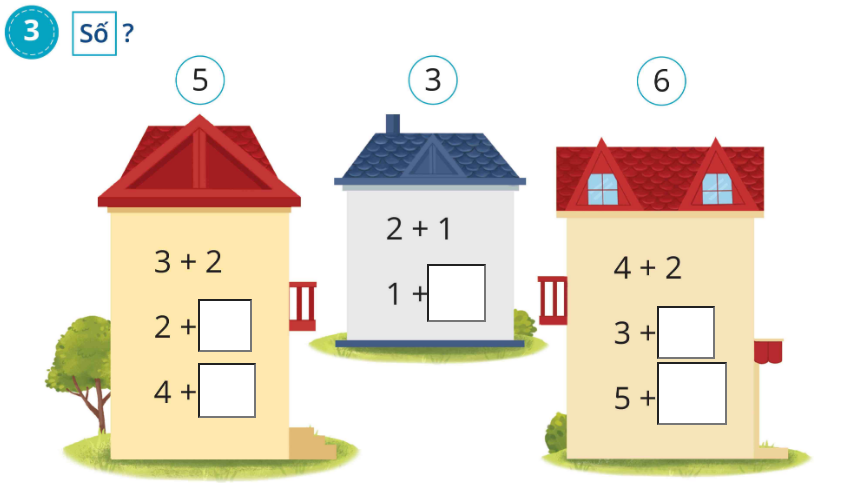 3 Số ?
5 3 6
3 + 2
2 +
4 +
2 + 1
1 +
4 + 2
3 +
5 +